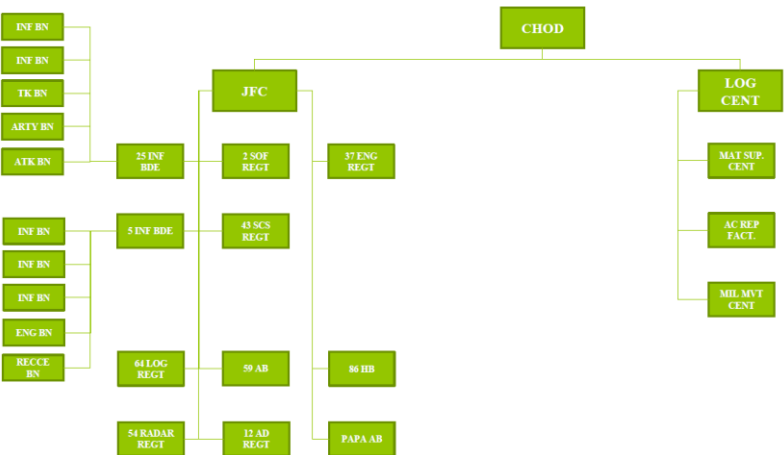 CHOD
JFC
LOG
CENT
INF BN
INF BN
TK BN
ARTY BN
ATK BN
25 INF
BDE
2 SOF
REGT
37 ENG
REGT
MAT SUP.
CENT
INF BN
INF BN
INF BN
ENG BN
RECCE
BN
5 INF BDE
43 SCS
REGT
AC REP
FACT.
MIL MVT
CENT
64 LOG
REGT
59 AB
86 HB
54 RADAR
REGT
12 AD
REGT
PAPA AB